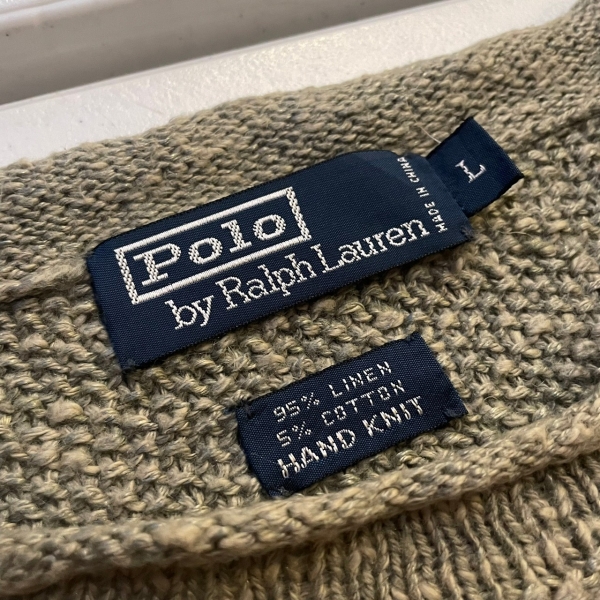 Polo
by Ralph Lauren
MADE IN CHINA
L
95% LINEN
5% COTTON
HAND KNIT